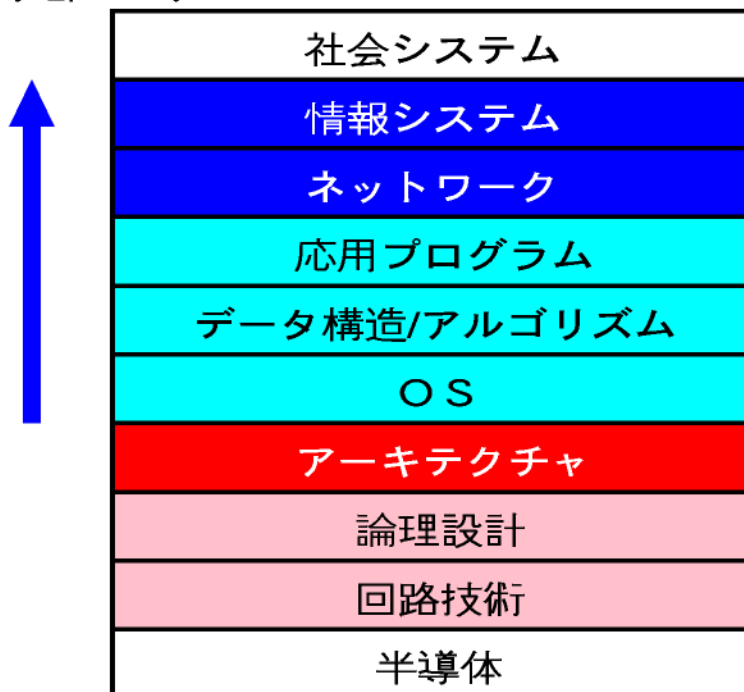 社会システム
情報システム
ネットワーク
応用プログラム
データ構造/アルゴリズム
ＯＳ
アーキテクチャ
論理設計
回路技術
半導体